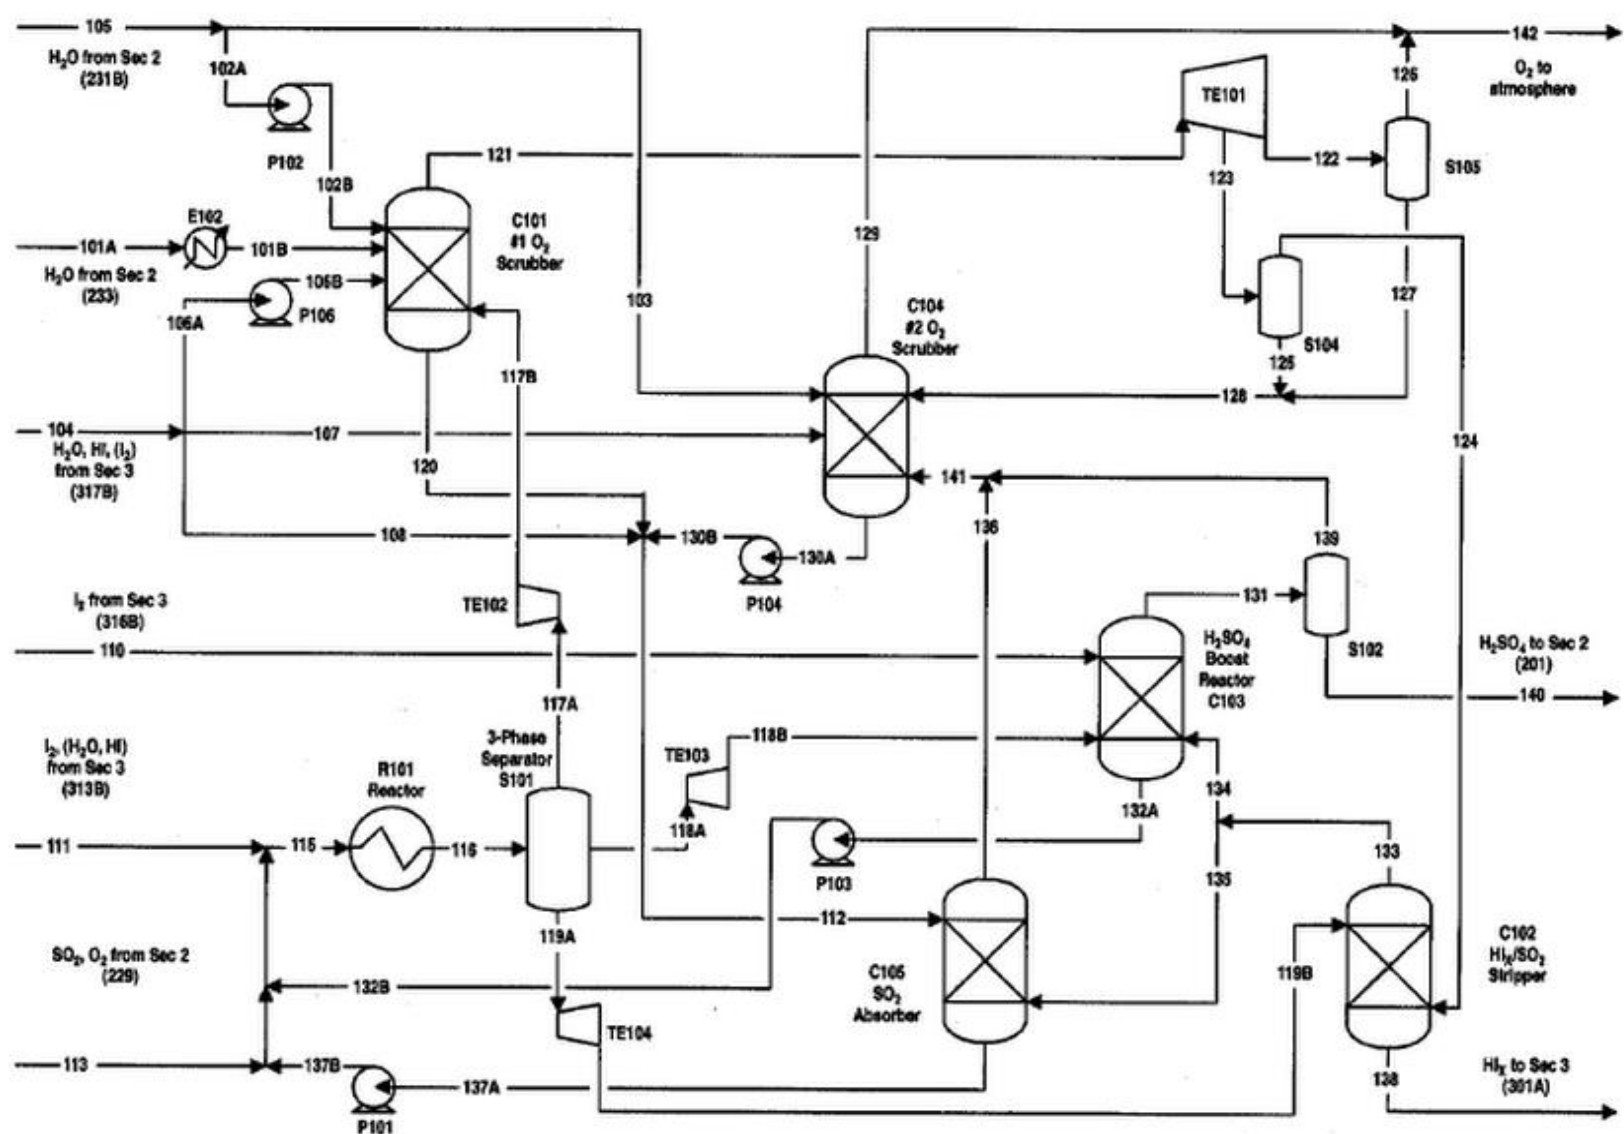 105
H₂O from Sec 2
(231B)
102A
P102
102B
121
TE101
142
O₂ to
atmosphere
126
S105
122
123
E102
101A
101B
H₂O from Sec 2
(233)
105B
P106
106A
C101
#1 O₂
Scrubber
103
129
C104
#2 O₂
Scrubber
127
S104
125
117B
128
104
H₂O, HI, (I₂)
from Sec 3
(317B)
107
120
124
141
136
139
108
130B
130A
P104
I₂ from Sec 3
(316B)
110
TE102
131
S102
H₂SO₄
Boost
Reactor
C103
H₂SO₄ to Sec 2
(201)
140
117A
I₂, (H₂O, HI)
from Sec 3
(313B)
3-Phase
Separator
S101
TE103
118B
R101
Reactor
118A
132A
134
111
115
116
P103
133
135
119A
112
SO₂, O₂ from Sec 2
(229)
132B
C105
SO₂
Absorber
119B
C102
HIₓ/SO₂
Stripper
TE104
113
137B
137A
P101
138
HIₓ to Sec 3
(301A)